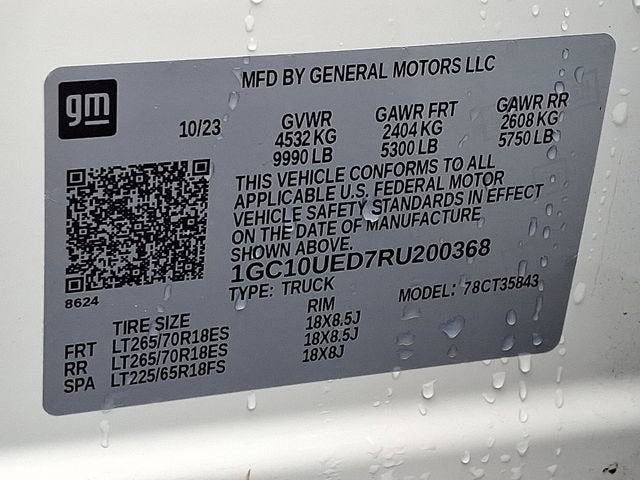 gm
MFD BY GENERAL MOTORS LLC
10/23
GVWR GAWR FRT GAWR RR
4532 KG 2404 KG 2608 KG
9990 LB 5300 LB 5750 LB
THIS VEHICLE CONFORMS TO ALL
APPLICABLE U.S. FEDERAL MOTOR
VEHICLE SAFETY STANDARDS IN EFFECT
ON THE DATE OF MANUFACTURE
SHOWN ABOVE.
1GC10UED7RU200368
8624
TYPE: TRUCK MODEL: 78CT35843
TIRE SIZE RIM
FRT LT265/70R18ES 18X8.5J
RR LT265/70R18ES 18X8.5J
SPA LT225/65R18FS 18X8J